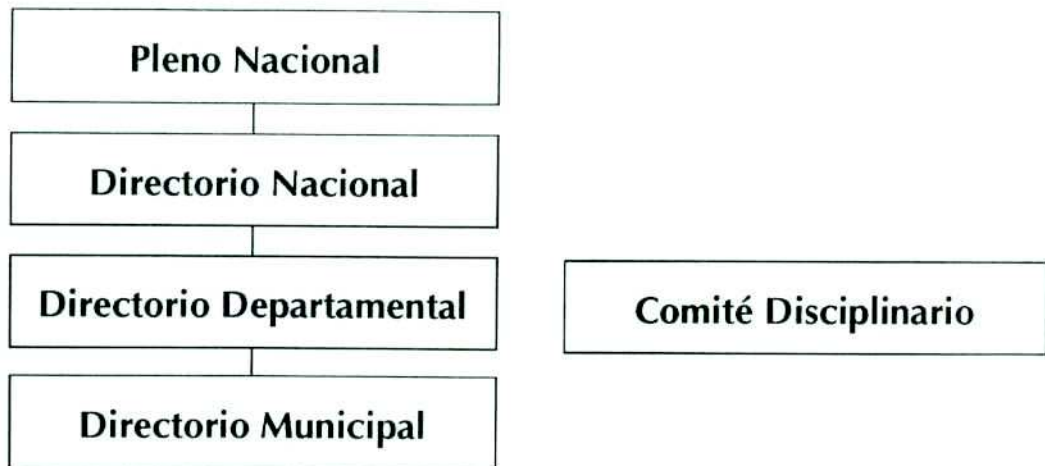 Pleno Nacional
Directorio Nacional
Directorio Departamental
Comité Disciplinario
Directorio Municipal